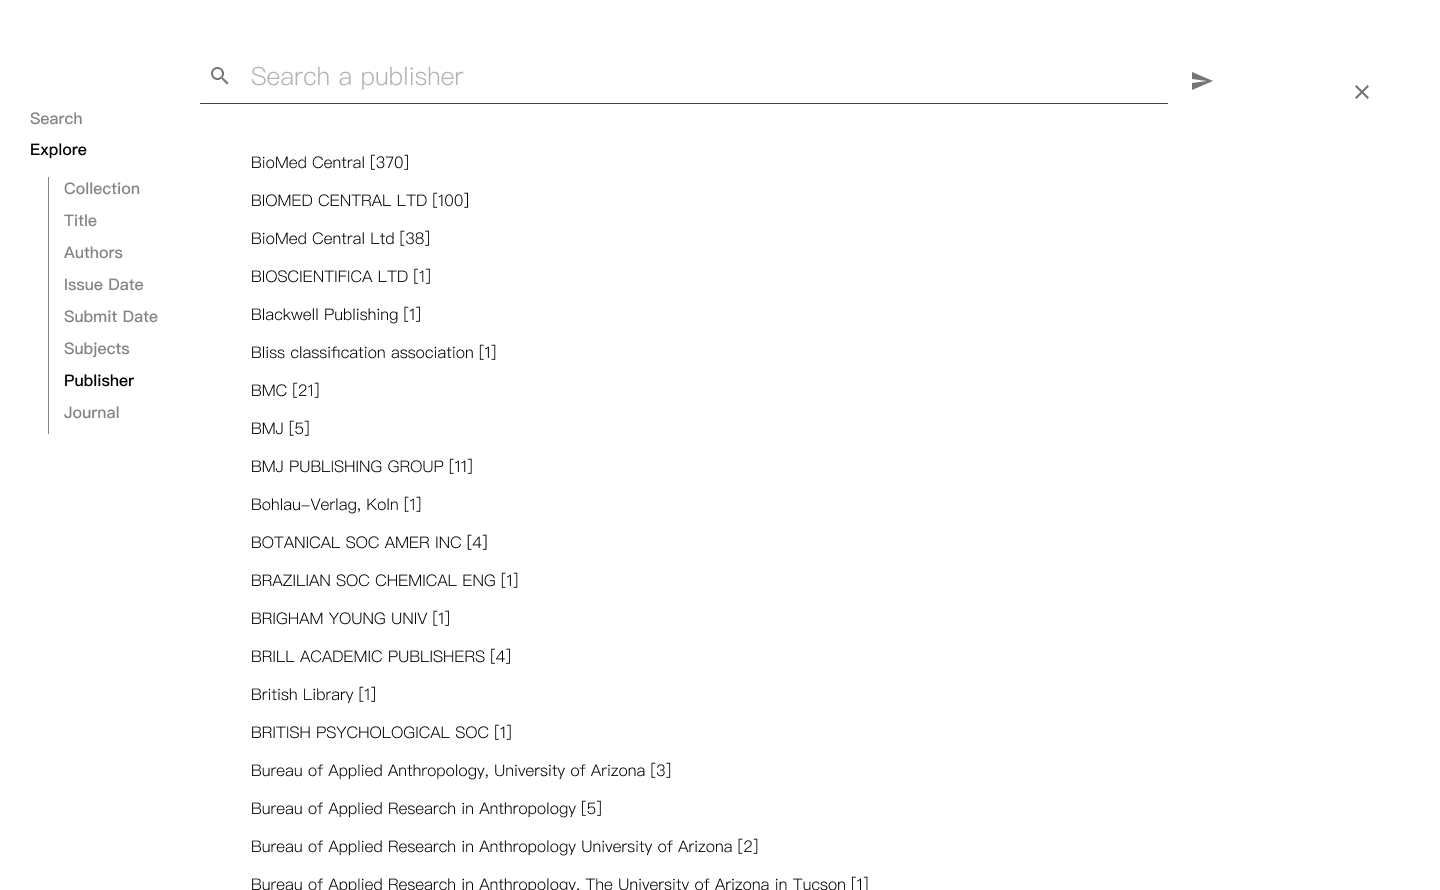 Search a publisher
Search
Explore
Collection
Title
Authors
Issue Date
Submit Date
Subjects
Publisher
Journal
BioMed Central [370]
BIOMED CENTRAL LTD [100]
BioMed Central Ltd [38]
BIOSCIENTIFICA LTD [1]
Blackwell Publishing [1]
Bliss classification association [1]
BMC [21]
BMJ [5]
BMJ PUBLISHING GROUP [11]
Bohlau-Verlag, Koln [1]
BOTANICAL SOC AMER INC [4]
BRAZILIAN SOC CHEMICAL ENG [1]
BRIGHAM YOUNG UNIV [1]
BRILL ACADEMIC PUBLISHERS [4]
British Library [1]
BRITISH PSYCHOLOGICAL SOC [1]
Bureau of Applied Anthropology, University of Arizona [3]
Bureau of Applied Research in Anthropology [5]
Bureau of Applied Research in Anthropology University of Arizona [2]
Bureau of Applied Research in Anthropology, The University of Arizona in Tucson [1]